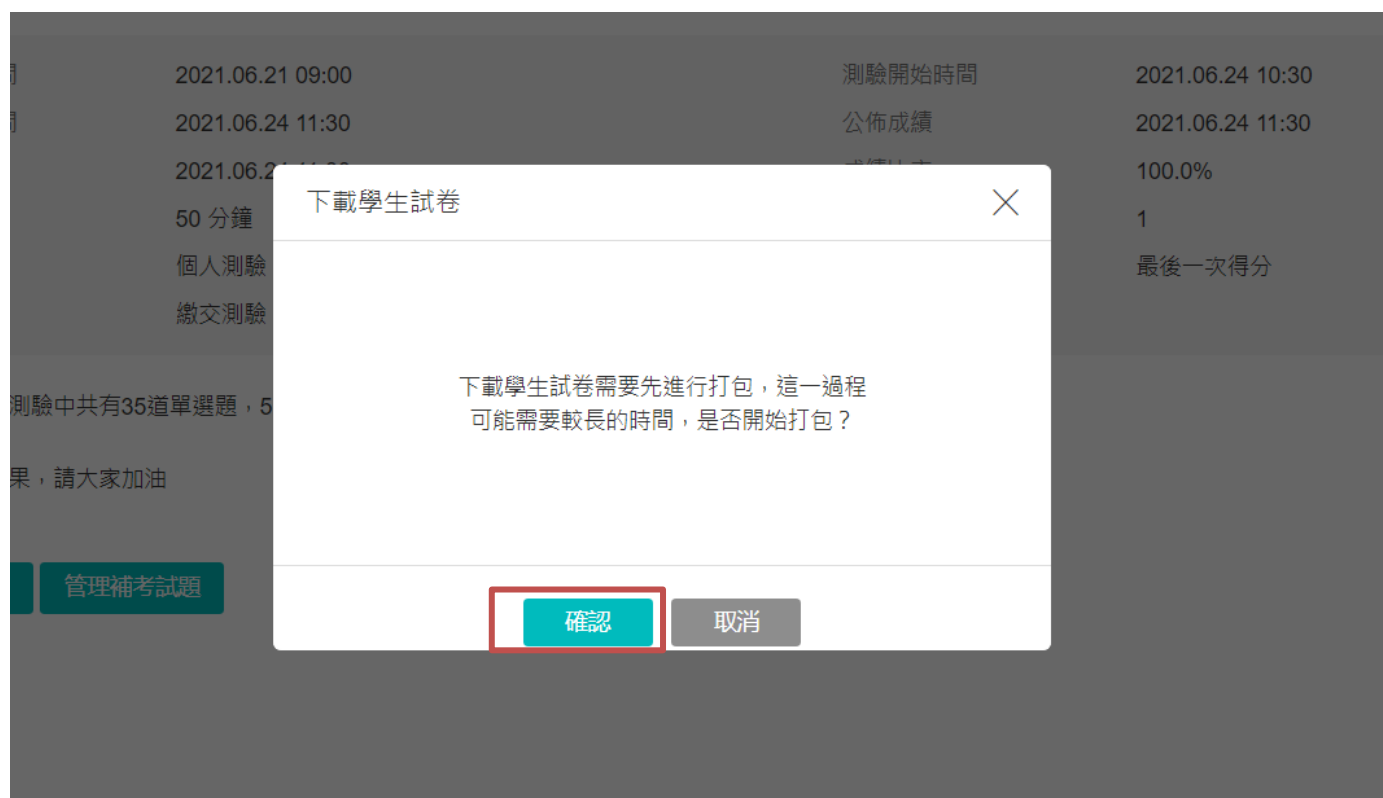 2021.06.21 09:00 測驗開始時間 2021.06.24 10:30
2021.06.24 11:30 公佈成績 2021.06.24 11:30
2021.06.2 100.0%
下載學生試卷
50 分鐘 1
個人測驗 最後一次得分
繳交測驗
下載學生試卷需要先進行打包，這一過程
可能需要較長的時間，是否開始打包？
測驗中共有35道單選題，5
果，請大家加油
管理補考試題
確認 取消